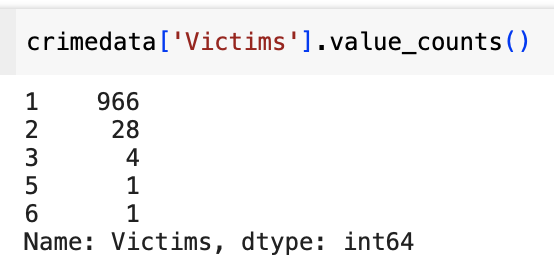 crimedata['Victims'].value_counts()
1    966
2     28
3      4
5      1
6      1
Name: Victims, dtype: int64